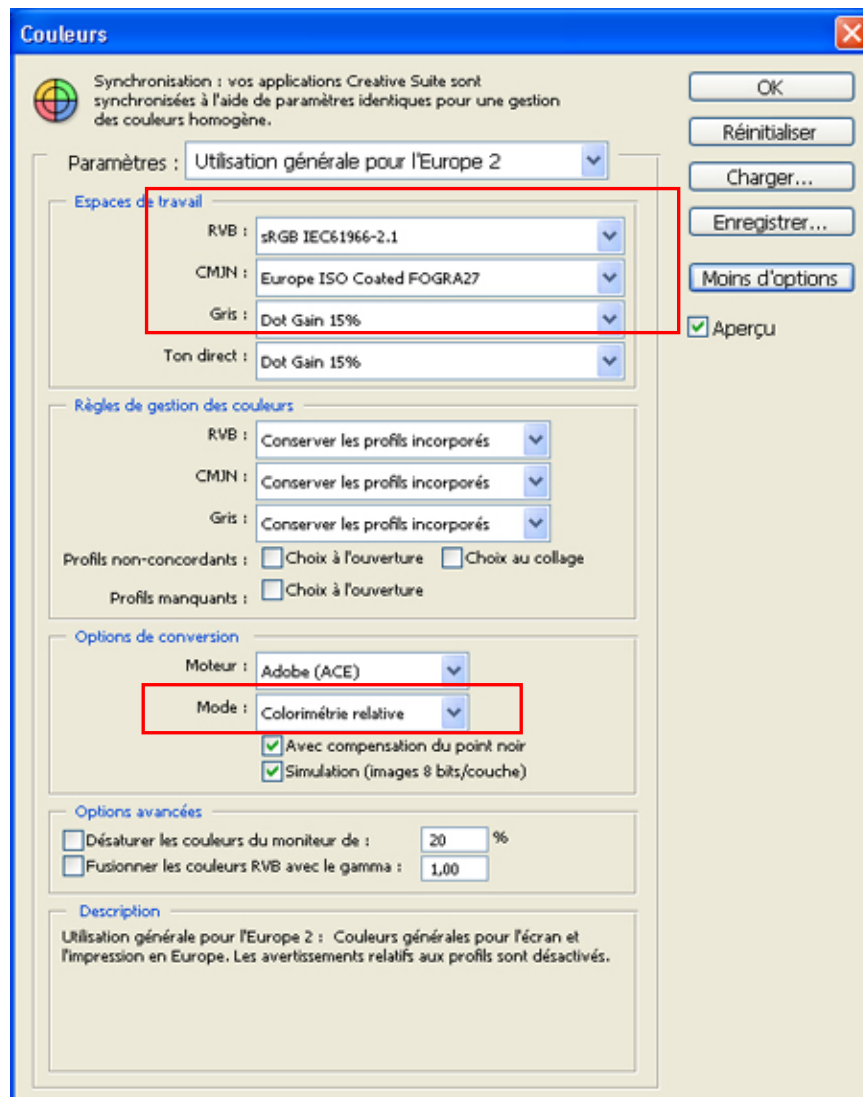 Couleurs
Synchronisation : vos applications Creative Suite sont
synchronisées à l'aide de paramètres identiques pour une gestion
des couleurs homogène.
OK
Réinitialiser
Charger...
Enregistrer...
Moins d'options
Aperçu
Paramètres : Utilisation générale pour l'Europe 2
Espaces de travail
RVB : sRGB IEC61966-2.1
CMJN : Europe ISO Coated FOGRA27
Gris : Dot Gain 15%
Ton direct : Dot Gain 15%
Règles de gestion des couleurs
RVB : Conserver les profils incorporés
CMJN : Conserver les profils incorporés
Gris : Conserver les profils incorporés
Profils non-concordants : Choix à l'ouverture Choix au collage
Profils manquants : Choix à l'ouverture
Options de conversion
Moteur : Adobe (ACE)
Mode : Colorimétrie relative
Avec compensation du point noir
Simulation (images 8 bits/couche)
Options avancées
Désaturer les couleurs du moniteur de : 20 %
Fusionner les couleurs RVB avec le gamma : 1,00
Description
Utilisation générale pour l'Europe 2 : Couleurs générales pour l'écran et
l'impression en Europe. Les avertissements relatifs aux profils sont désactivés.